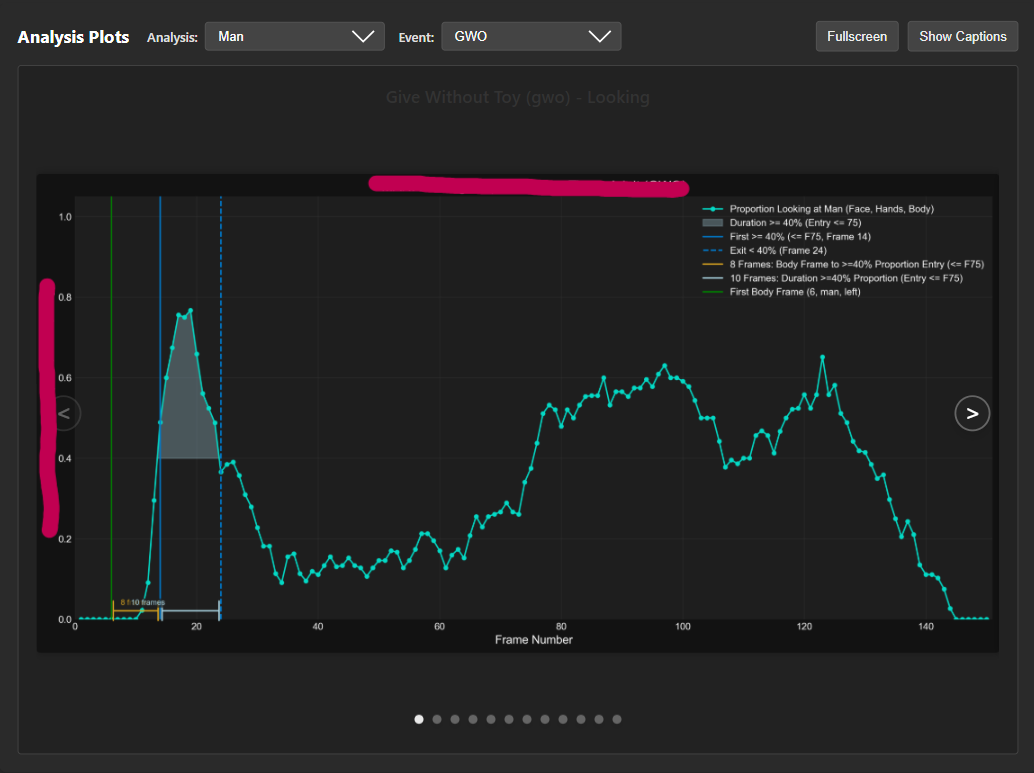 Analysis Plots Analysis: Man Event: GWO Fullscreen Show Captions
Give Without Toy (gwo) - Looking
Proportion Looking at Man (Face, Hands, Body)
Duration >= 40% (Entry <= 75)
First >= 40% (<= F75, Frame 14)
Exit < 40% (Frame 24)
8 Frames: Body Frame to >=40% Proportion Entry (<= F75)
10 Frames: Duration >=40% Proportion (Entry <= F75)
First Body Frame (6, man, left)
1.0
0.8
0.6
0.4
0.2
0.0
< >
10 frames
0 20 40 60 80 100 120 140
Frame Number